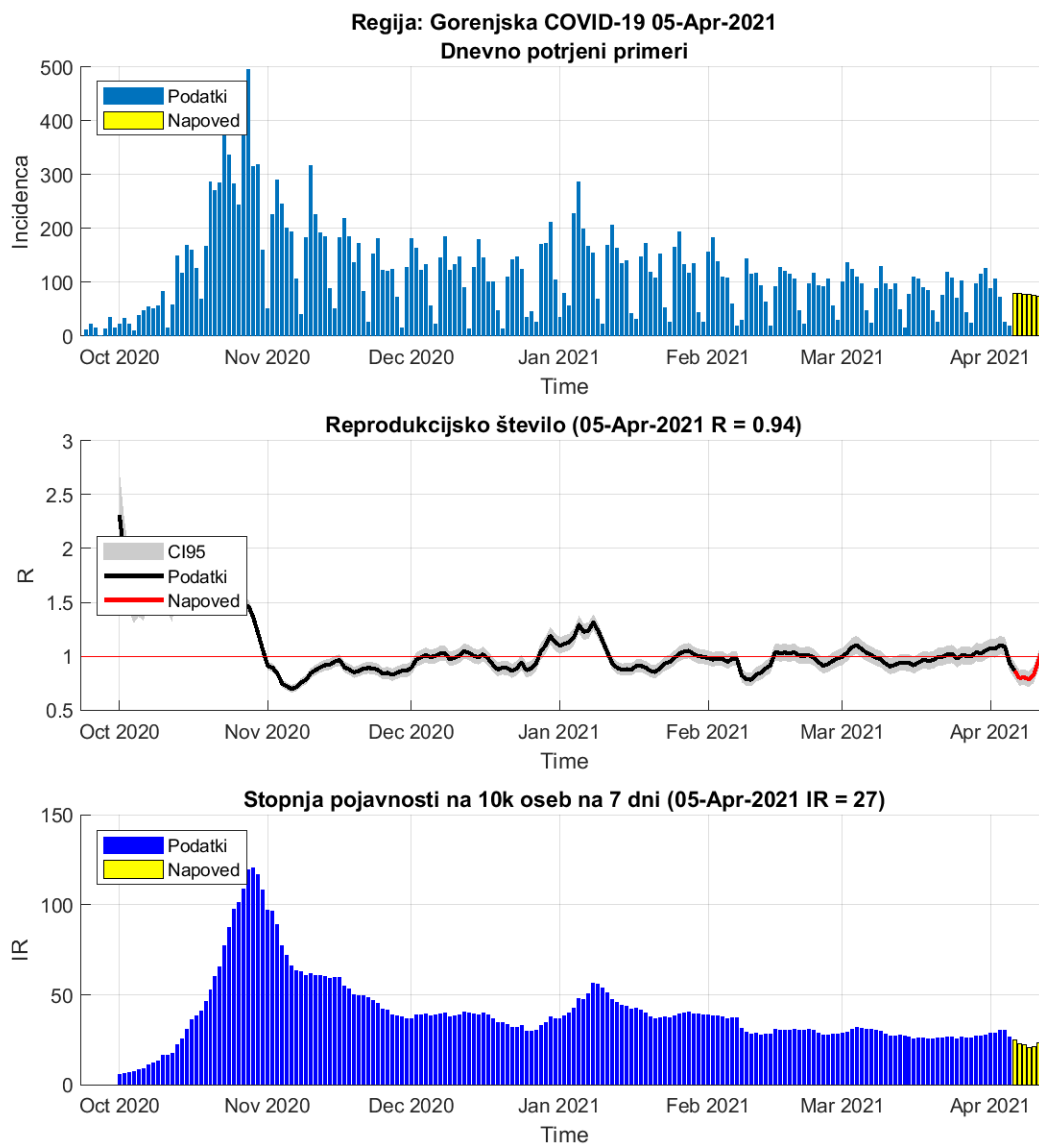 Regija: Gorenjska COVID-19 05-Apr-2021
Dnevno potrjeni primeri
500
400
300
200
100
0
Incidenca
Podatki
Napoved
Oct 2020 Nov 2020 Dec 2020 Jan 2021 Feb 2021 Mar 2021 Apr 2021
Time
Reprodukcijsko število (05-Apr-2021 R = 0.94)
3
2.5
2
1.5
1
0.5
R
CI95
Podatki
Napoved
Oct 2020 Nov 2020 Dec 2020 Jan 2021 Feb 2021 Mar 2021 Apr 2021
Time
Stopnja pojavnosti na 10k oseb na 7 dni (05-Apr-2021 IR = 27)
150
100
50
0
IR
Podatki
Napoved
Oct 2020 Nov 2020 Dec 2020 Jan 2021 Feb 2021 Mar 2021 Apr 2021
Time